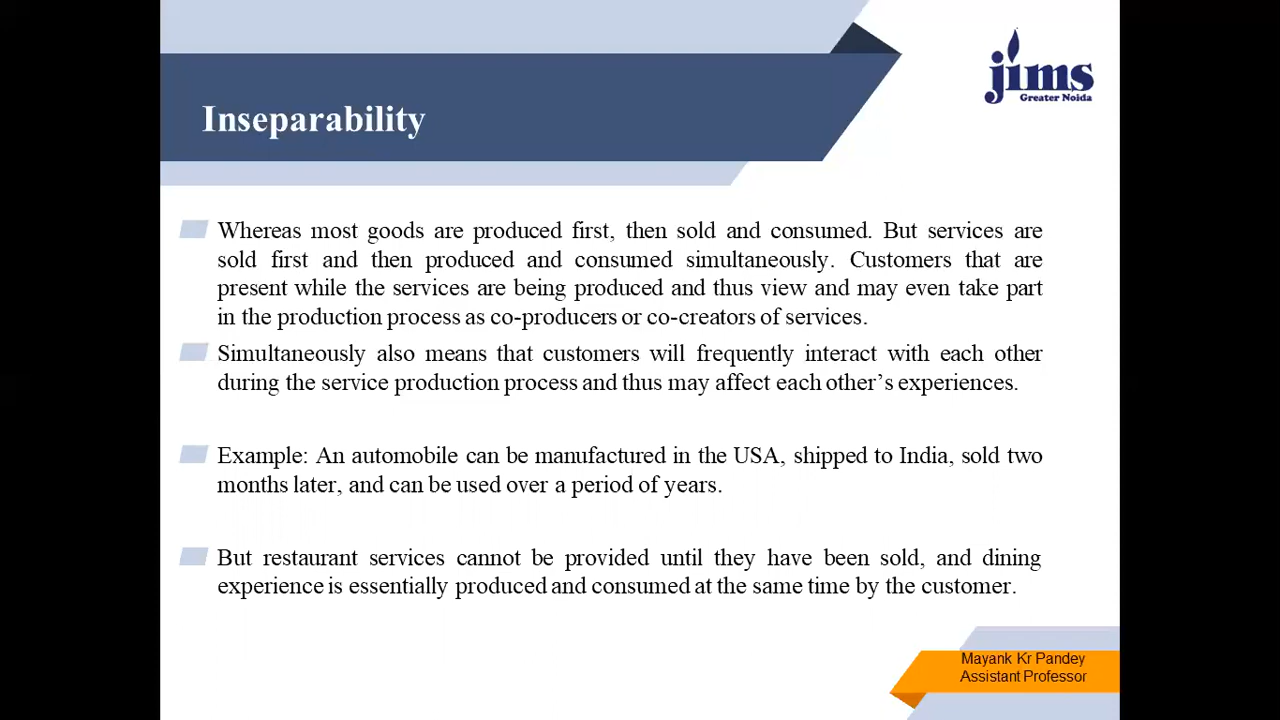 jims
Greater Noida
Inseparability
Whereas most goods are produced first, then sold and consumed. But services are
sold first and then produced and consumed simultaneously. Customers that are
present while the services are being produced and thus view and may even take part
in the production process as co-producers or co-creators of services.
Simultaneously also means that customers will frequently interact with each other
during the service production process and thus may affect each other’s experiences.
Example: An automobile can be manufactured in the USA, shipped to India, sold two
months later, and can be used over a period of years.
But restaurant services cannot be provided until they have been sold, and dining
experience is essentially produced and consumed at the same time by the customer.
Mayank Kr Pandey
Assistant Professor